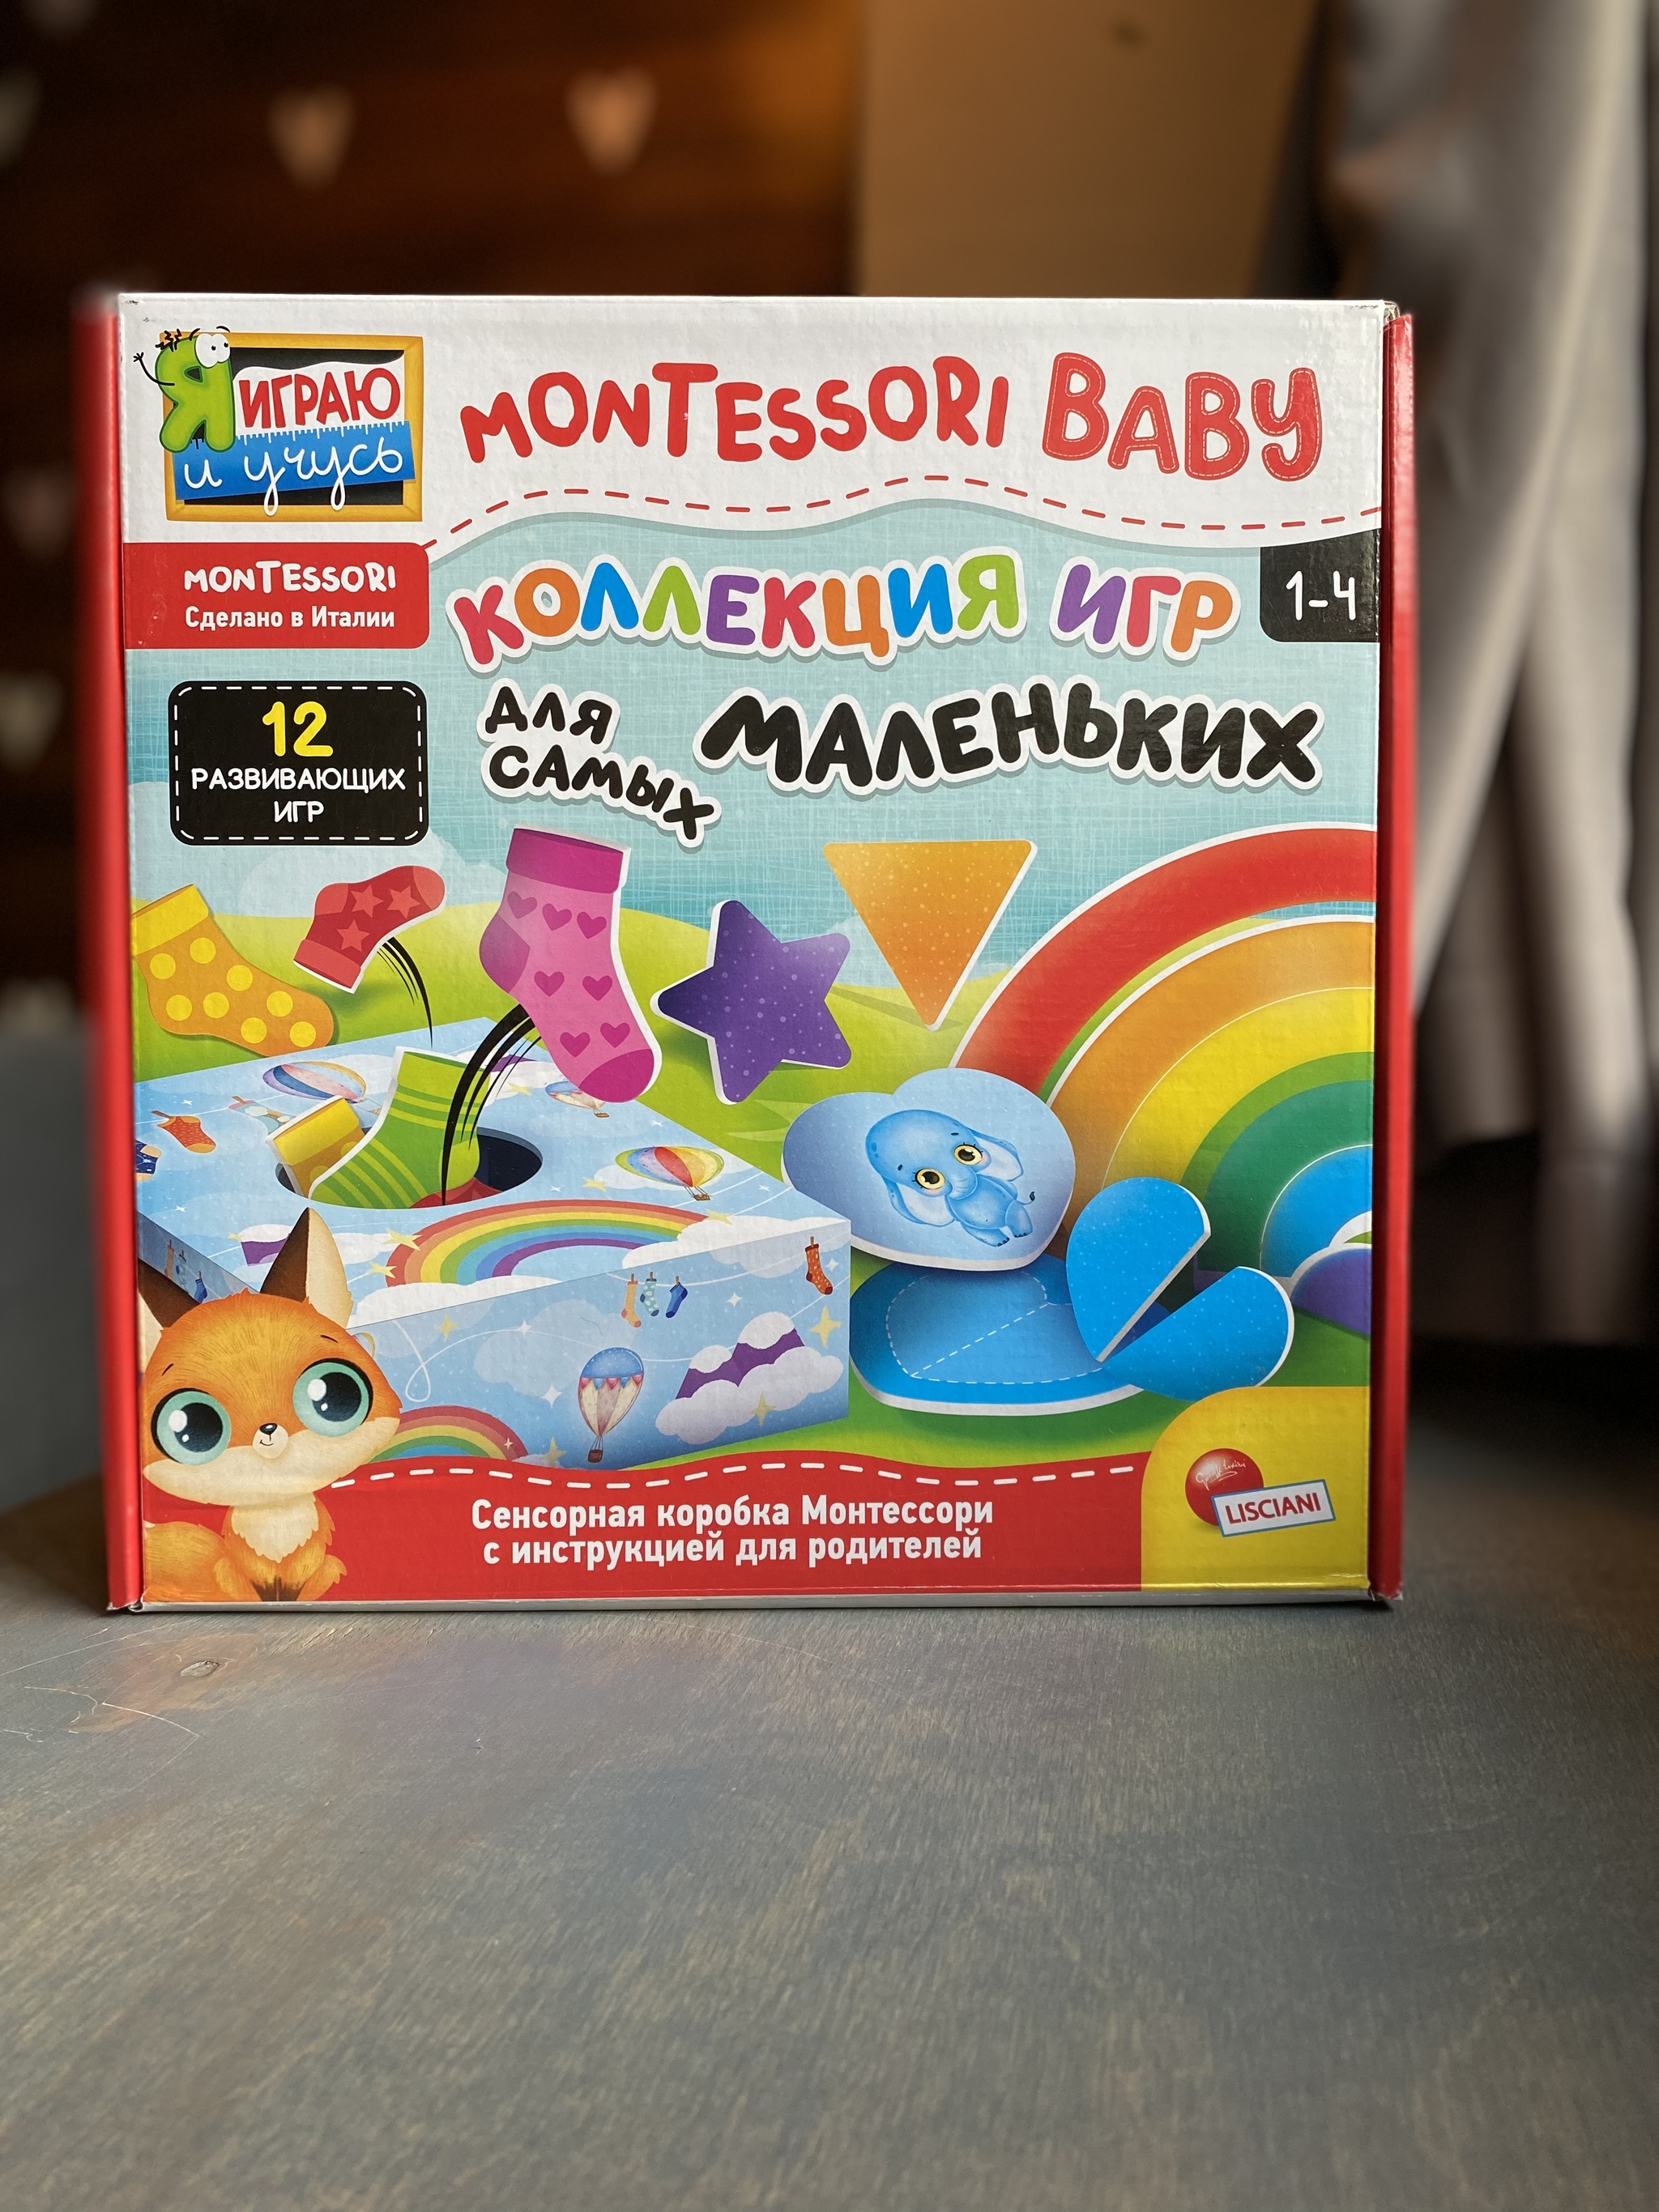 Я ИГРАЮ
и учусь
MONTESSORI BABY
MONTESSORI
Сделано в Италии
КОЛЛЕКЦИЯ ИГР
1-4
ДЛЯ
САМЫХ
МАЛЕНЬКИХ
12
РАЗВИВАЮЩИХ
ИГР
Сенсорная коробка Монтессори
с инструкцией для родителей
LISCIANI